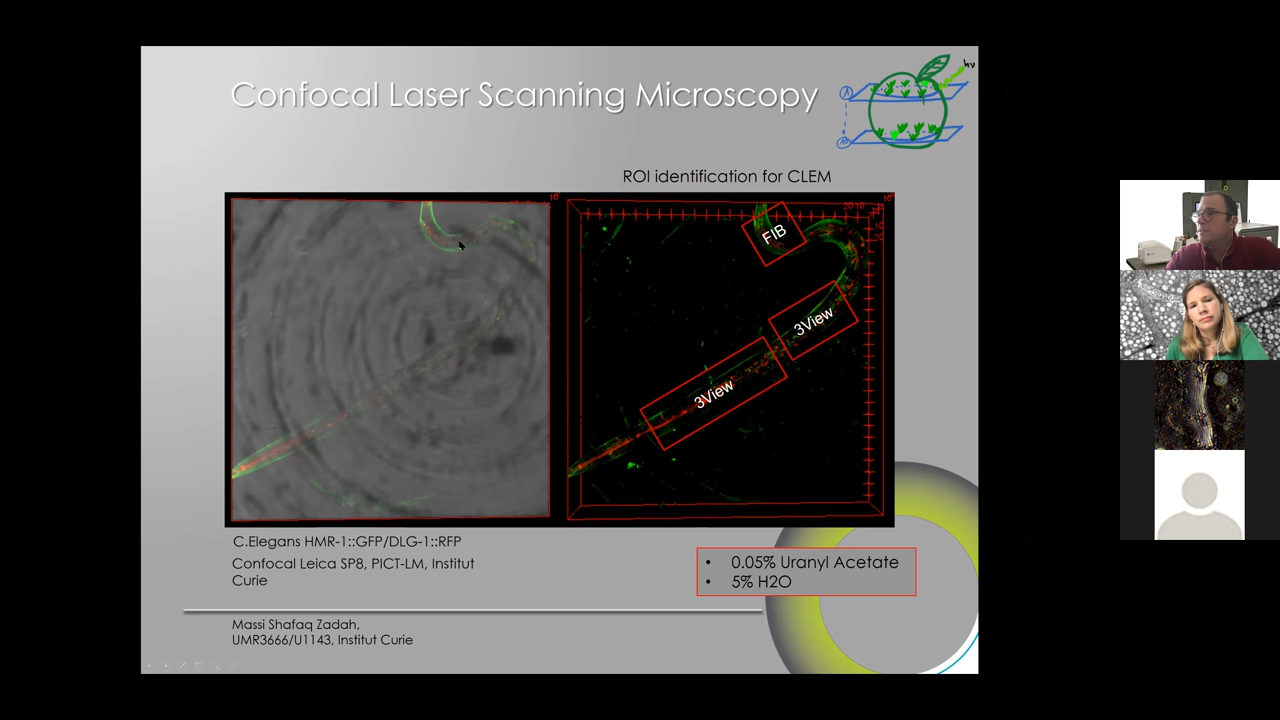 Confocal Laser Scanning Microscopy
hν
ROI identification for CLEM
FIB
3View
3View
C.Elegans HMR-1::GFP/DLG-1::RFP
Confocal Leica SP8, PICT-LM, Institut
Curie
• 0.05% Uranyl Acetate
• 5% H2O
Massi Shafaq Zadah,
UMR3666/U1143, Institut Curie